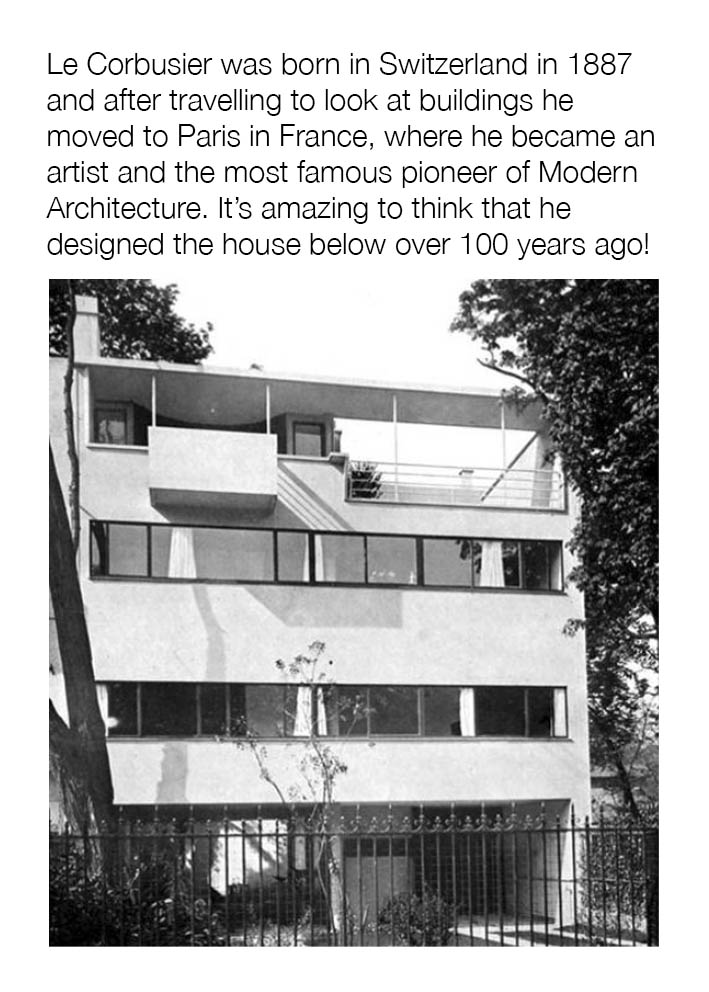 Le Corbusier was born in Switzerland in 1887
and after travelling to look at buildings he
moved to Paris in France, where he became an
artist and the most famous pioneer of Modern
Architecture. It’s amazing to think that he
designed the house below over 100 years ago!